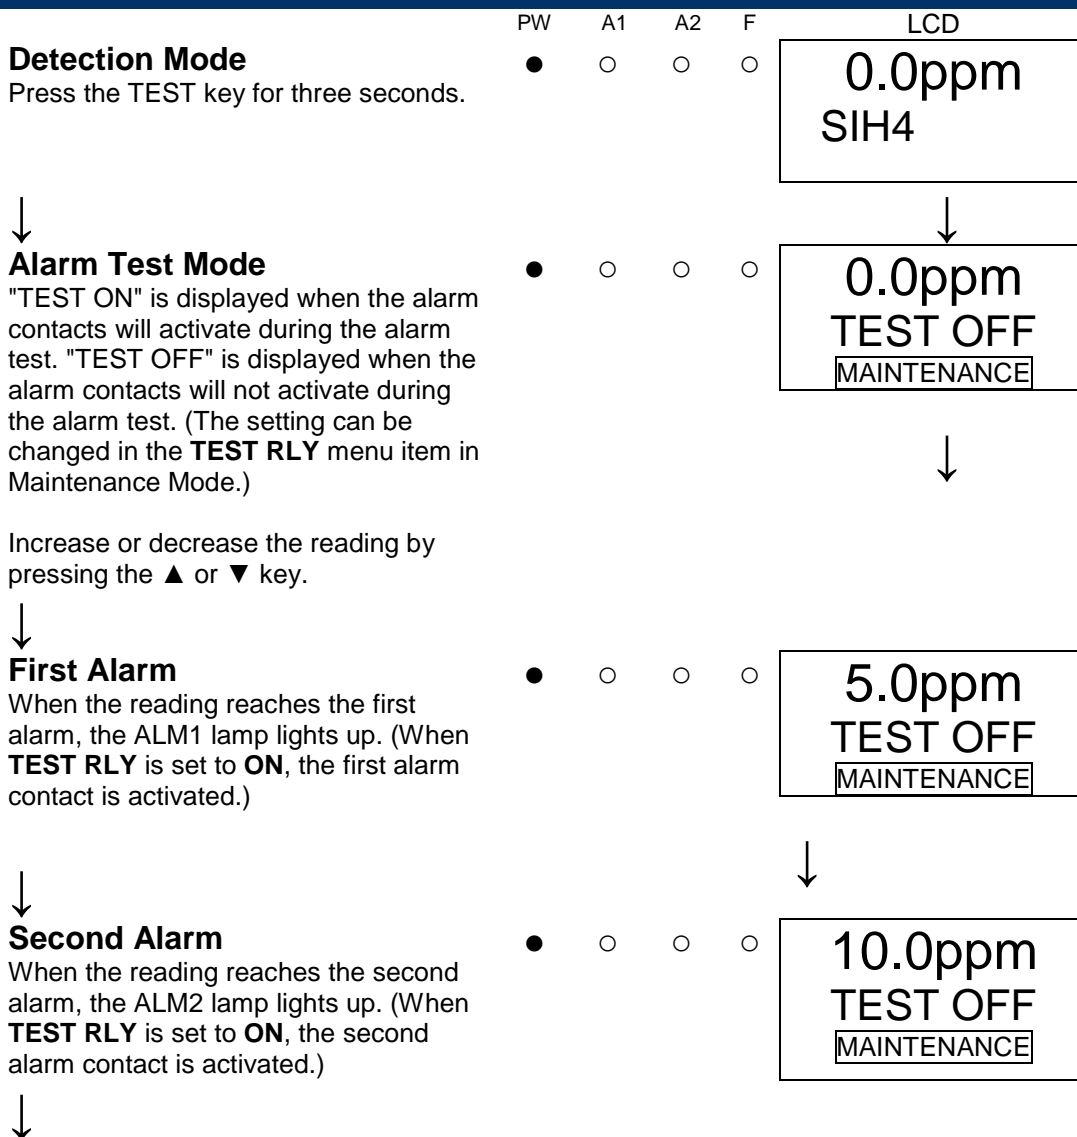 PW A1 A2 F LCD
Detection Mode
Press the TEST key for three seconds.
● ○ ○ ○
0.0ppm
SIH4
↓
↓
Alarm Test Mode
"TEST ON" is displayed when the alarm
contacts will activate during the alarm
test. "TEST OFF" is displayed when the
alarm contacts will not activate during
the alarm test. (The setting can be
changed in the TEST RLY menu item in
Maintenance Mode.)
Increase or decrease the reading by
pressing the ▲ or ▼ key.
● ○ ○ ○
0.0ppm
TEST OFF
MAINTENANCE
↓
↓
First Alarm
When the reading reaches the first
alarm, the ALM1 lamp lights up. (When
TEST RLY is set to ON, the first alarm
contact is activated.)
● ○ ○ ○
5.0ppm
TEST OFF
MAINTENANCE
↓
↓
Second Alarm
When the reading reaches the second
alarm, the ALM2 lamp lights up. (When
TEST RLY is set to ON, the second
alarm contact is activated.)
● ○ ○ ○
10.0ppm
TEST OFF
MAINTENANCE
↓